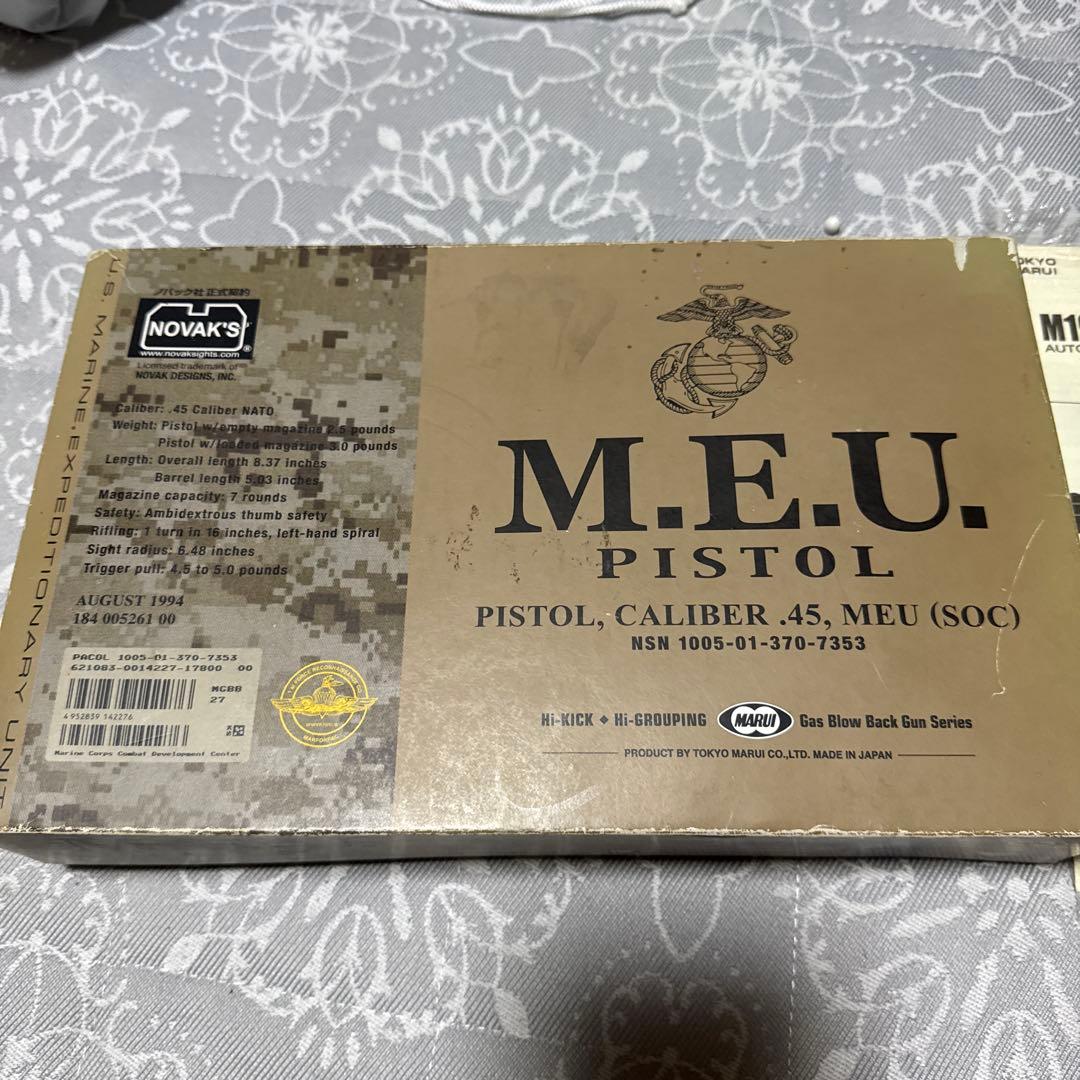 U.S. MARINE.EXPEDITIONARY UNIT
ノバック社正式契約
NOVAK'S
www.novaksights.com
Licensed trademark of
NOVAK DESIGNS, INC.
Caliber: .45 Caliber NATO
Weight: Pistol w/empty magazine 2.5 pounds
Pistol w/loaded magazine 3.0 pounds
Length: Overall length 8.37 inches
Barrel length 5.03 inches
Magazine capacity: 7 rounds
Safety: Ambidextrous thumb safety
Rifling: 1 turn in 16 inches, left-hand spiral
Sight radius: 6.48 inches
Trigger pull: 4.5 to 5.0 pounds
AUGUST 1994
184 005261 00
PACOL 1005-01-370-7353
621083-0014227-17800 00
MCBB
27
4 952839 142276
Marine Corps Combat Development Center
M.E.U.
PISTOL
PISTOL, CALIBER .45, MEU (SOC)
NSN 1005-01-370-7353
Hi-KICK ◆ Hi-GROUPING MARUI Gas Blow Back Gun Series
PRODUCT BY TOKYO MARUI CO.,LTD. MADE IN JAPAN